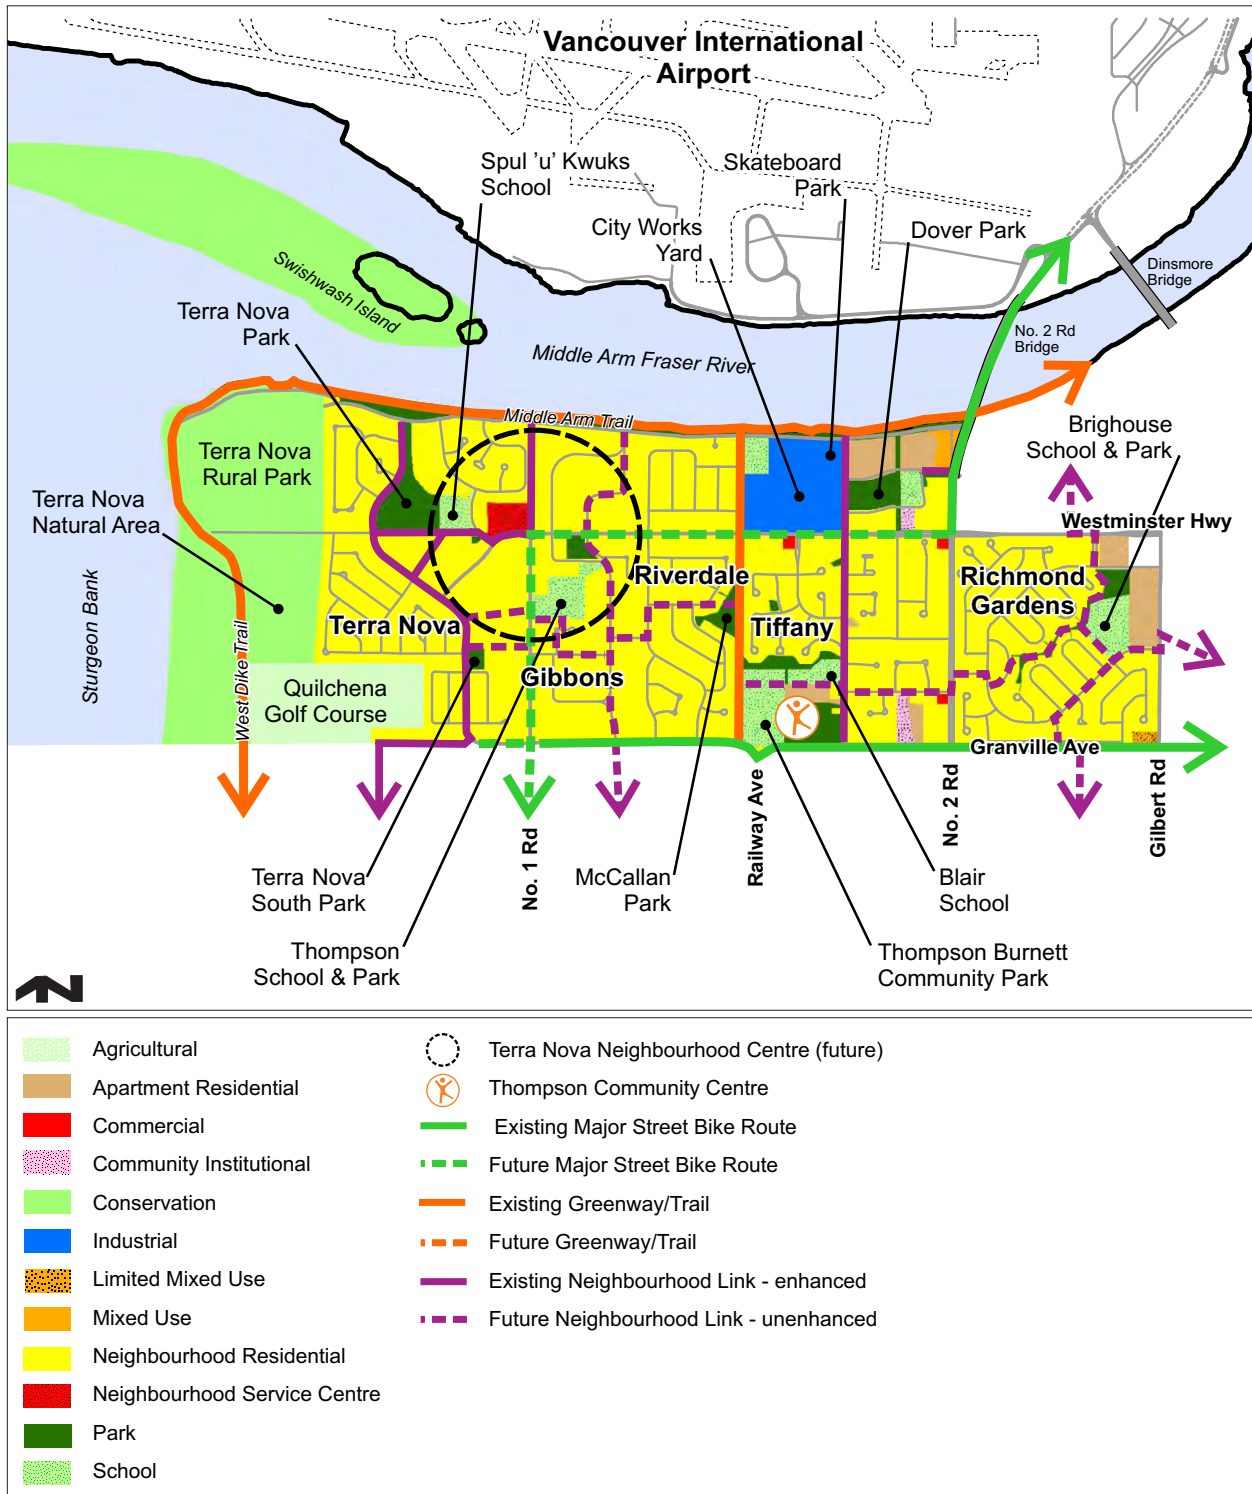 Vancouver International
Airport
Spul 'u' Kwuks
School
Skateboard
Park
City Works
Yard
Dover Park
Dinsmore
Bridge
Swishwash Island
Terra Nova
Park
No. 2 Rd
Bridge
Middle Arm Fraser River
Middle Arm Trail
Brighouse
School & Park
Terra Nova
Rural Park
Terra Nova
Natural Area
Westminster Hwy
Riverdale
Richmond
Gardens
Terra Nova
Tiffany
Sturgeon Bank
West Dike Trail
Gibbons
Quilchena
Golf Course
Granville Ave
Railway Ave
No. 2 Rd
Gilbert Rd
No. 1 Rd
Terra Nova
South Park
McCallan
Park
Blair
School
Thompson
School & Park
Thompson Burnett
Community Park
N
Agricultural
Apartment Residential
Commercial
Community Institutional
Conservation
Industrial
Limited Mixed Use
Mixed Use
Neighbourhood Residential
Neighbourhood Service Centre
Park
School
Terra Nova Neighbourhood Centre (future)
Thompson Community Centre
Existing Major Street Bike Route
Future Major Street Bike Route
Existing Greenway/Trail
Future Greenway/Trail
Existing Neighbourhood Link - enhanced
Future Neighbourhood Link - unenhanced